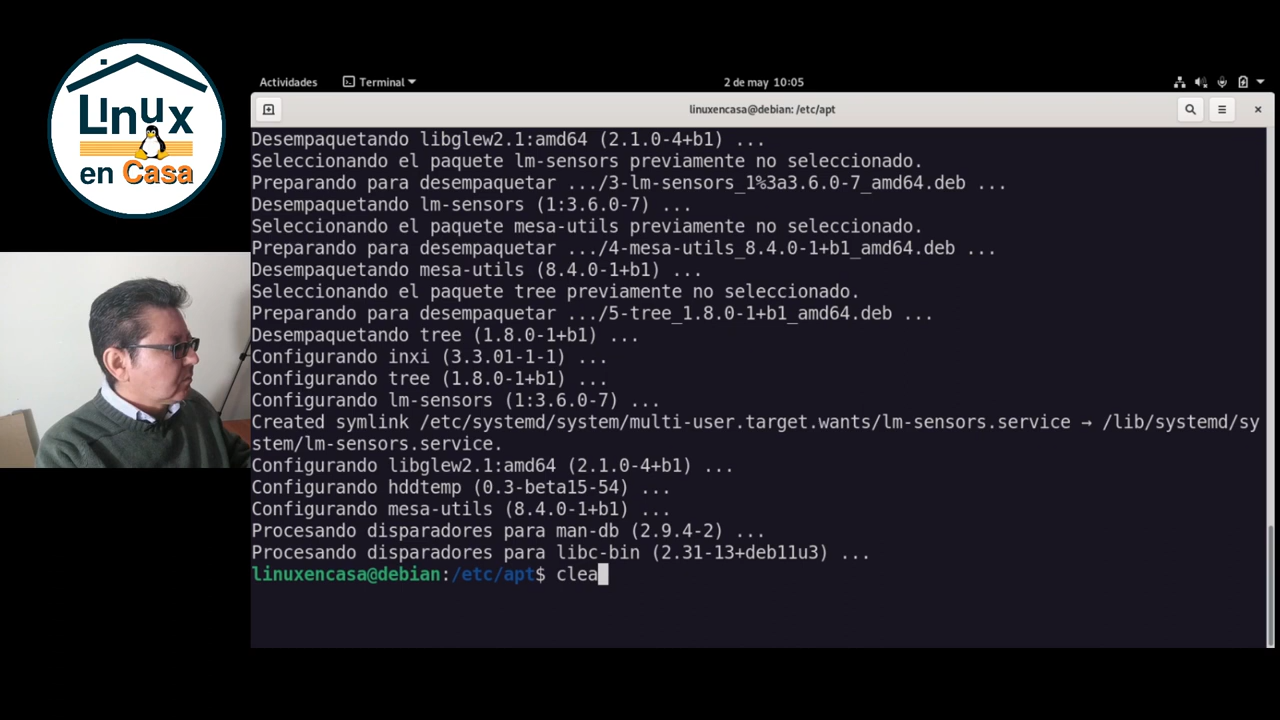 Linux
en Casa
Actividades
Terminal
2 de may 10:05
linuxencasa@debian: /etc/apt
Desempaquetando libglew2.1:amd64 (2.1.0-4+b1) ...
Seleccionando el paquete lm-sensors previamente no seleccionado.
Preparando para desempaquetar .../3-lm-sensors_1%3a3.6.0-7_amd64.deb ...
Desempaquetando lm-sensors (1:3.6.0-7) ...
Seleccionando el paquete mesa-utils previamente no seleccionado.
Preparando para desempaquetar .../4-mesa-utils_8.4.0-1+b1_amd64.deb ...
Desempaquetando mesa-utils (8.4.0-1+b1) ...
Seleccionando el paquete tree previamente no seleccionado.
Preparando para desempaquetar .../5-tree_1.8.0-1+b1_amd64.deb ...
Desempaquetando tree (1.8.0-1+b1) ...
Configurando inxi (3.3.01-1-1) ...
Configurando tree (1.8.0-1+b1) ...
Configurando lm-sensors (1:3.6.0-7) ...
Created symlink /etc/systemd/system/multi-user.target.wants/lm-sensors.service → /lib/systemd/sy
stem/lm-sensors.service.
Configurando libglew2.1:amd64 (2.1.0-4+b1) ...
Configurando hddtemp (0.3-beta15-54) ...
Configurando mesa-utils (8.4.0-1+b1) ...
Procesando disparadores para man-db (2.9.4-2) ...
Procesando disparadores para libc-bin (2.31-13+deb11u3) ...
linuxencasa@debian:/etc/apt$ clea